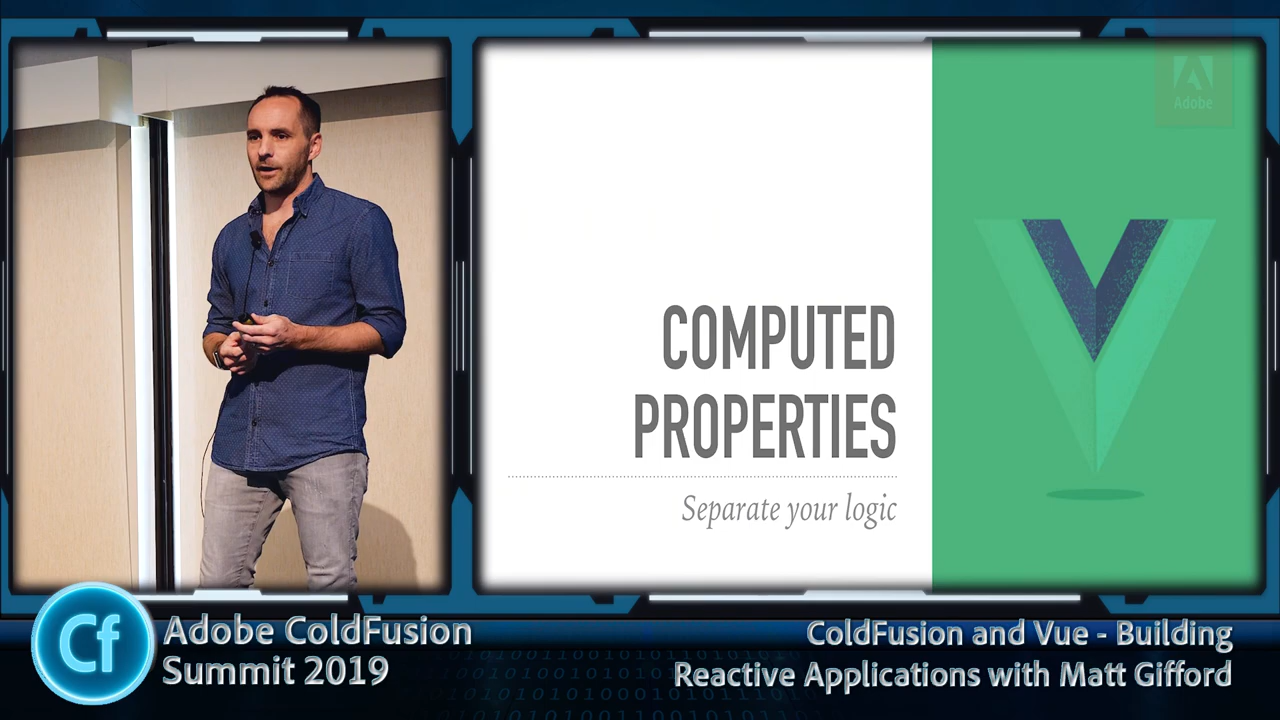 Adobe
COMPUTED
PROPERTIES
Separate your logic
Cf
Adobe ColdFusion
Summit 2019
ColdFusion and Vue - Building
Reactive Applications with Matt Gifford